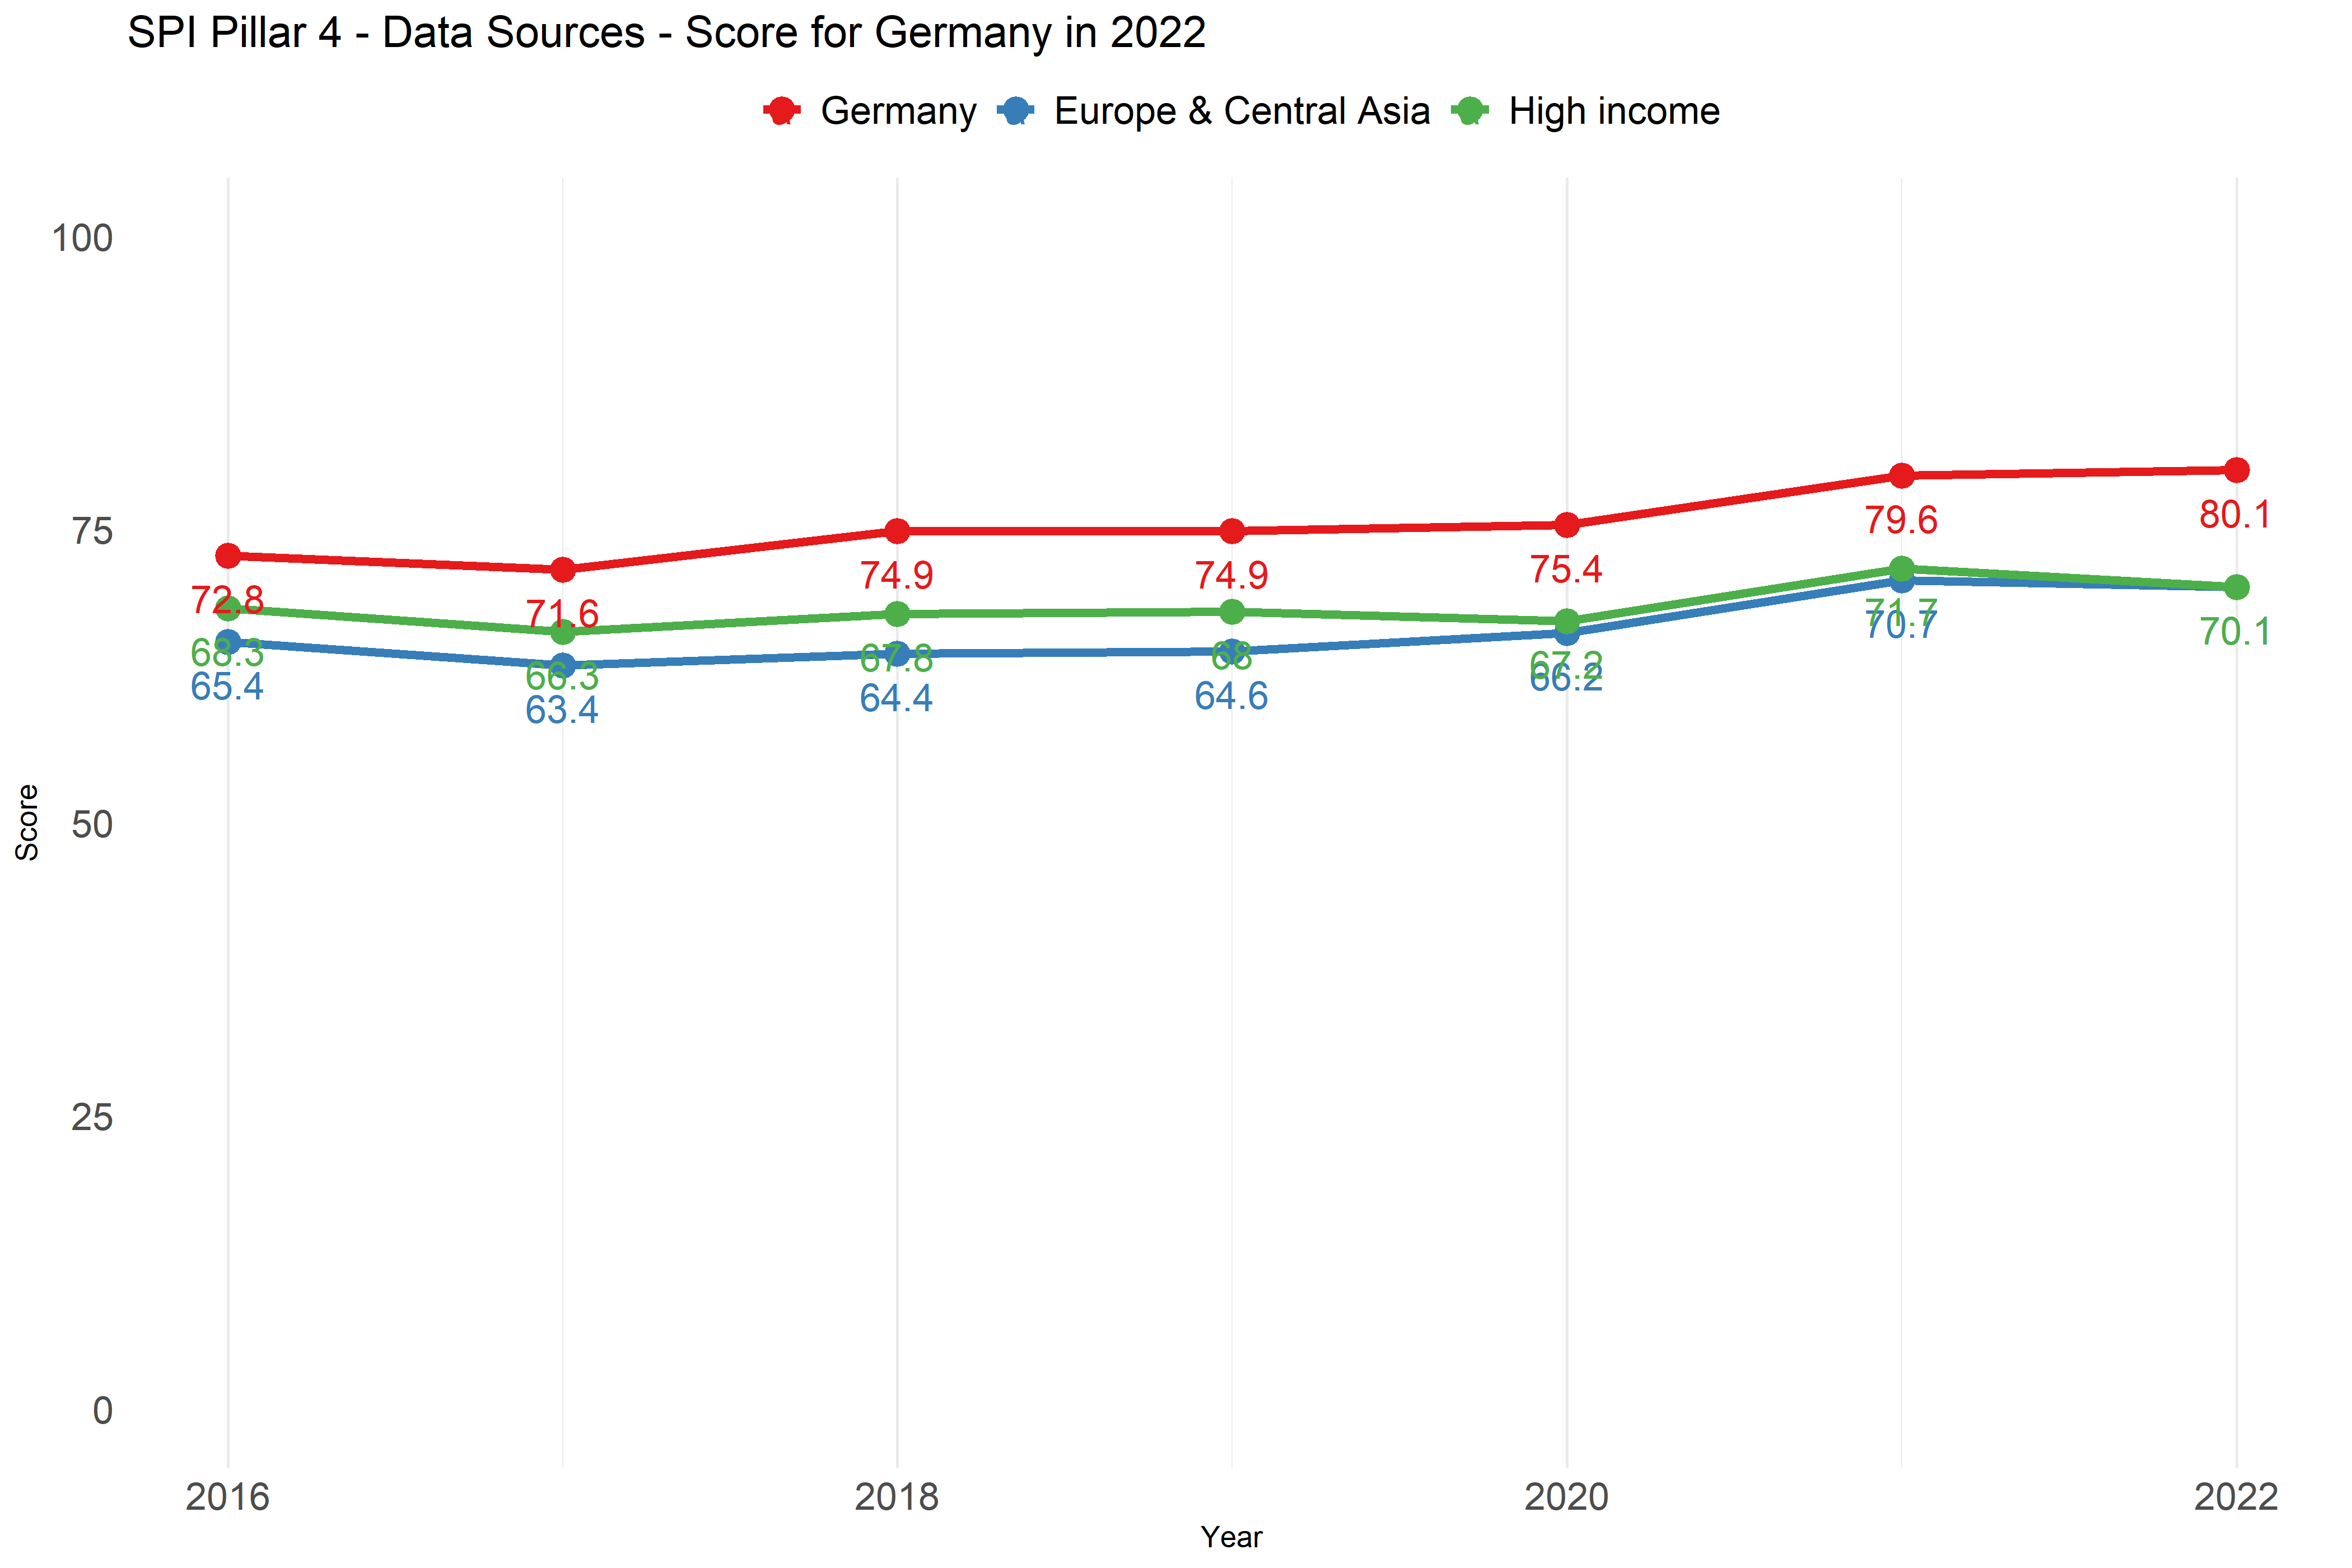 SPI Pillar 4 - Data Sources - Score for Germany in 2022
Germany Europe & Central Asia High income
100
75
50
25
0
Score
72.8 71.6 74.9 74.9 75.4 79.6 80.1
68.3 66.3 67.8 68 67.2 71.7 70.1
65.4 63.4 64.4 64.6 66.2 70.7
2016 2018 2020 2022
Year